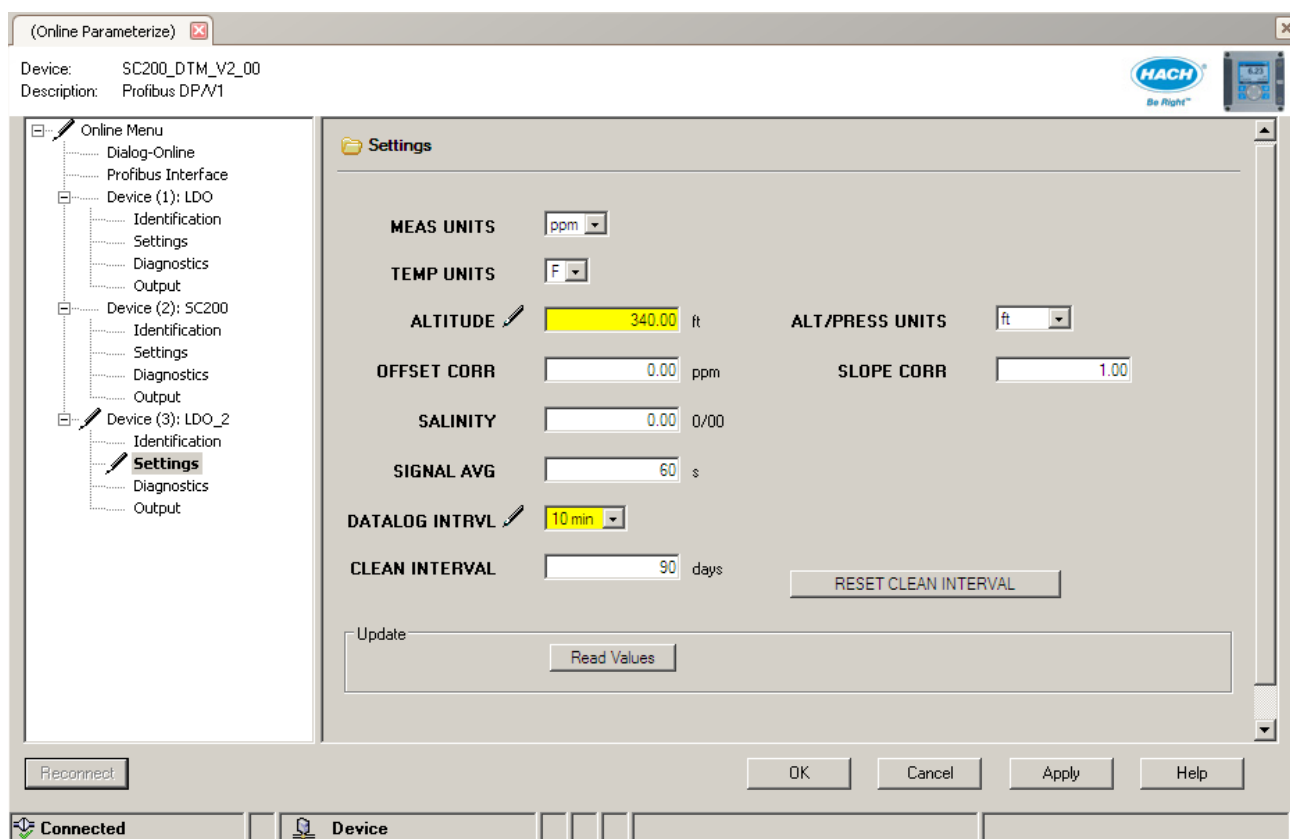 (Online Parameterize)
Device: SC200_DTM_V2_00
Description: Profibus DP/V1
HACH
Be Right™
6.23
Online Menu
Dialog-Online
Profibus Interface
Device (1): LDO
Identification
Settings
Diagnostics
Output
Device (2): SC200
Identification
Settings
Diagnostics
Output
Device (3): LDO_2
Identification
Settings
Diagnostics
Output
Settings
MEAS UNITS ppm
TEMP UNITS F
ALTITUDE 340.00 ft ALT/PRESS UNITS ft
OFFSET CORR 0.00 ppm SLOPE CORR 1.00
SALINITY 0.00 0/00
SIGNAL AVG 60 s
DATALOG INTRVL 10 min
CLEAN INTERVAL 90 days
RESET CLEAN INTERVAL
Update
Read Values
Reconnect OK Cancel Apply Help
Connected Device